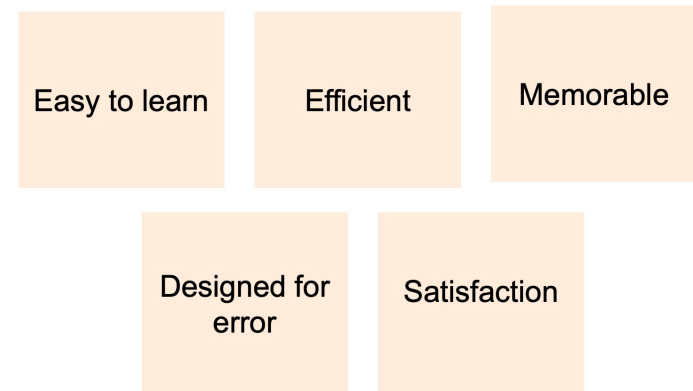 Easy to learn
Efficient
Memorable
Designed for
error
Satisfaction